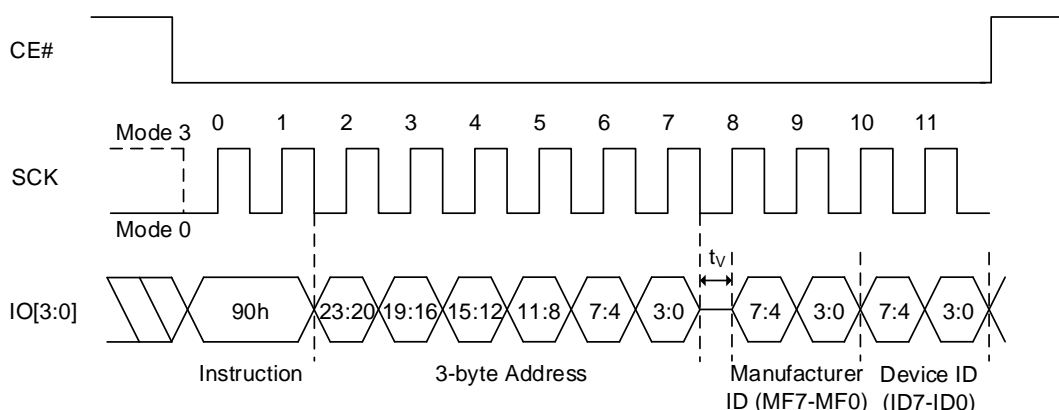 CE#
0 1 2 3 4 5 6 7 8 9 10 11
Mode 3
SCK
Mode 0
tV
IO[3:0]
90h 23:20 19:16 15:12 11:8 7:4 3:0 7:4 3:0 7:4 3:0
Instruction 3-byte Address Manufacturer Device ID
ID (MF7-MF0) (ID7-ID0)